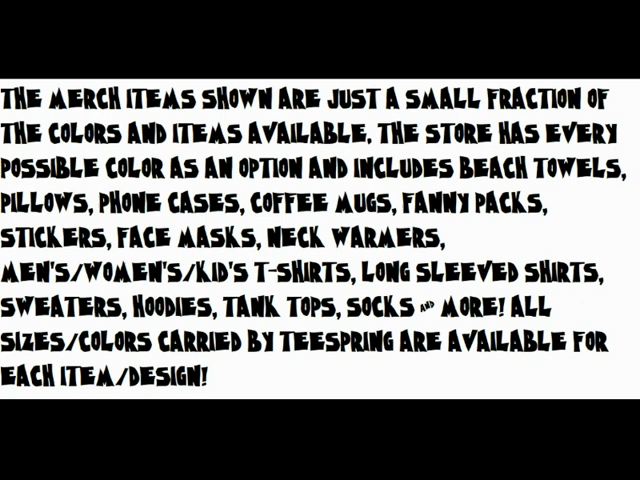 THE MERCH ITEMS SHOWN ARE JUST A SMALL FRACTION OF
THE COLORS AND ITEMS AVAILABLE. THE STORE HAS EVERY
POSSIBLE COLOR AS AN OPTION AND INCLUDES BEACH TOWELS,
PILLOWS, PHONE CASES, COFFEE MUGS, FANNY PACKS,
STICKERS, FACE MASKS, NECK WARMERS,
MEN'S/WOMEN'S/KID'S T-SHIRTS, LONG SLEEVED SHIRTS,
SWEATERS, HOODIES, TANK TOPS, SOCKS AND MORE! ALL
SIZES/COLORS CARRIED BY TEESPRING ARE AVAILABLE FOR
EACH ITEM/DESIGN!